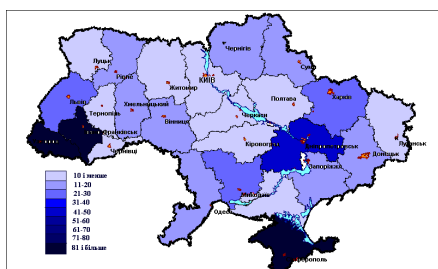 Чернігів
Луцьк
Рівне
Суми
КИЇВ
Житомир
Харків
Львів
Полтава
Тернопіль
Хмельницький
Черкаси
Вінниця
Луганськ
Кіровоград
Донецьк
Чернівці
Запоріжжя
Миколаїв
Одеса
10 і менше
11-20
21-30
31-40
41-50
51-60
61-70
71-80
81 і більше